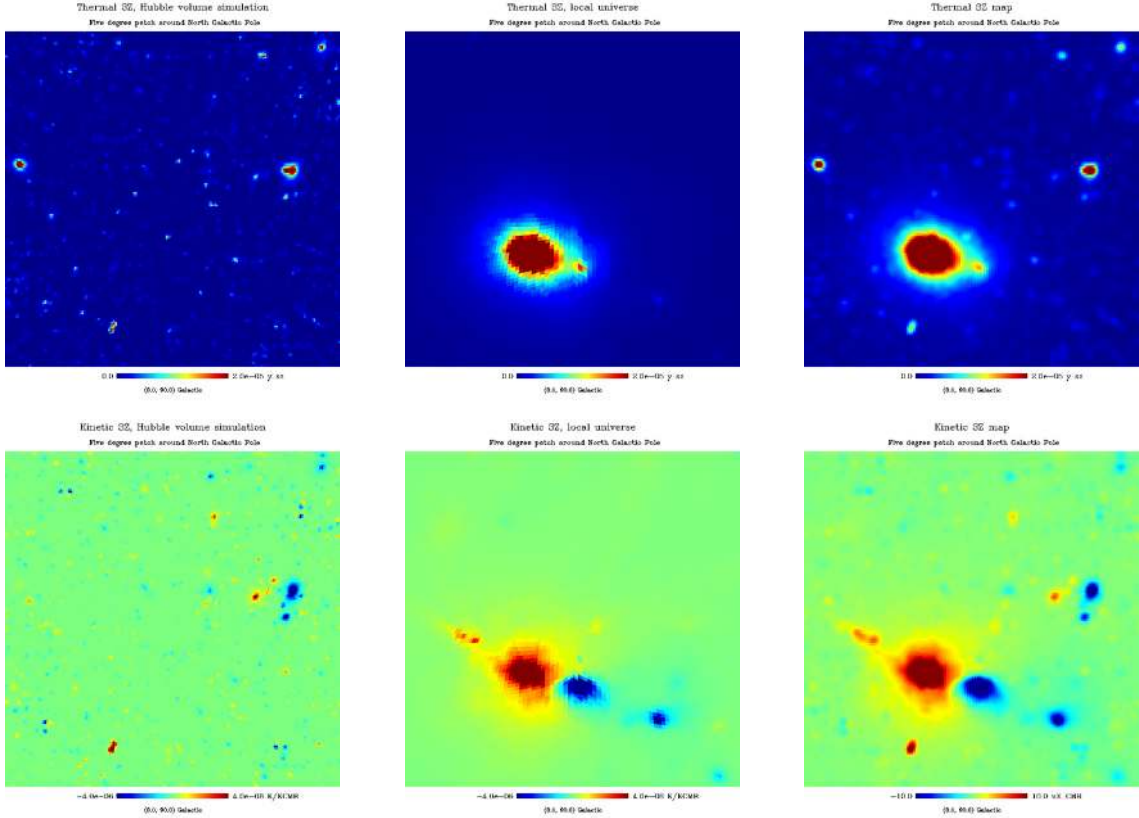 Thermal SZ, Hubble volume simulation
Five degree patch around North Galactic Pole
Thermal SZ, local universe
Five degree patch around North Galactic Pole
Thermal SZ map
Five degree patch around North Galactic Pole
0.0 2.0e-05 y_sz
(0.0, 90.0) Galactic
0.0 2.0e-05 y_sz
(0.0, 90.0) Galactic
0.0 2.0e-05 y_sz
(0.0, 90.0) Galactic
Kinetic SZ, Hubble volume simulation
Five degree patch around North Galactic Pole
Kinetic SZ, local universe
Five degree patch around North Galactic Pole
Kinetic SZ map
Five degree patch around North Galactic Pole
-4.0e-06 4.0e-06 K/KCMB
(0.0, 90.0) Galactic
-4.0e-06 4.0e-06 K/KCMB
(0.0, 90.0) Galactic
-10.0 10.0 CMB
(0.0, 90.0) Galactic